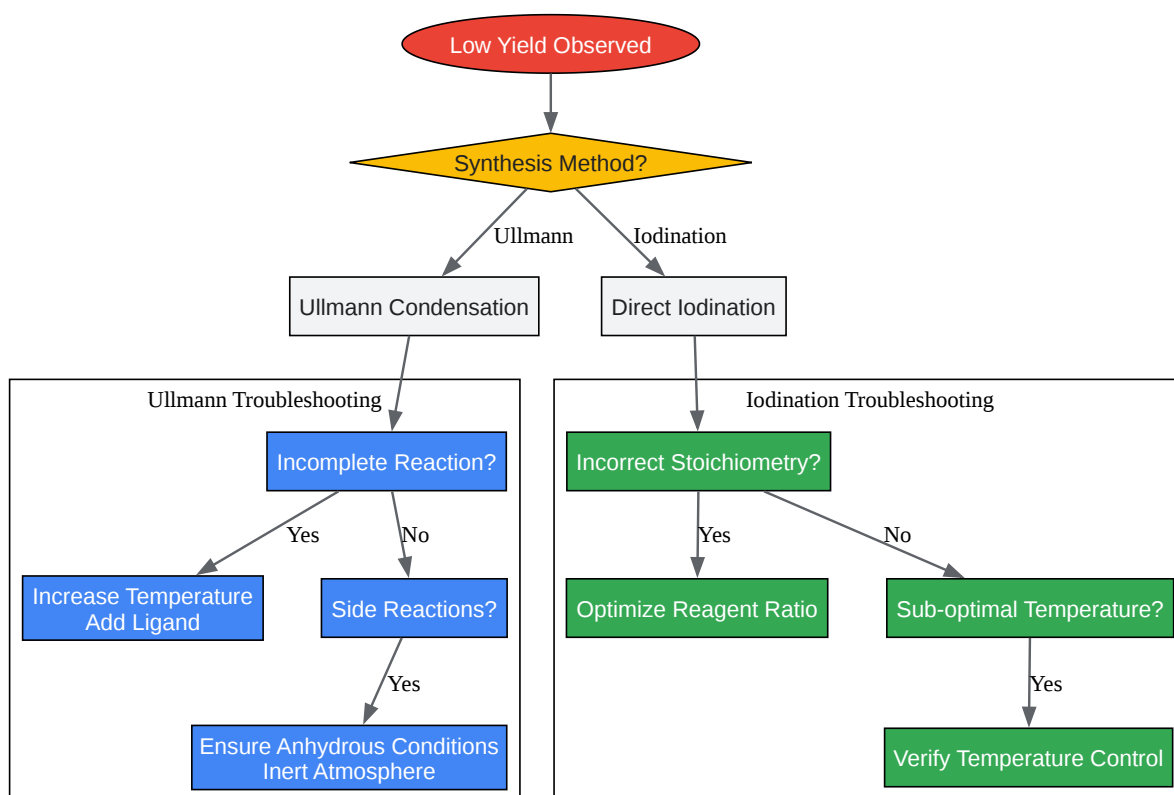 Low Yield Observed
Synthesis Method?
Ullmann
Iodination
Ullmann Condensation
Direct Iodination
Ullmann Troubleshooting
Iodination Troubleshooting
Incomplete Reaction?
Incorrect Stoichiometry?
Yes
No
Yes
No
Increase Temperature
Add Ligand
Side Reactions?
Optimize Reagent Ratio
Sub-optimal Temperature?
Yes
Yes
Ensure Anhydrous Conditions
Inert Atmosphere
Verify Temperature Control